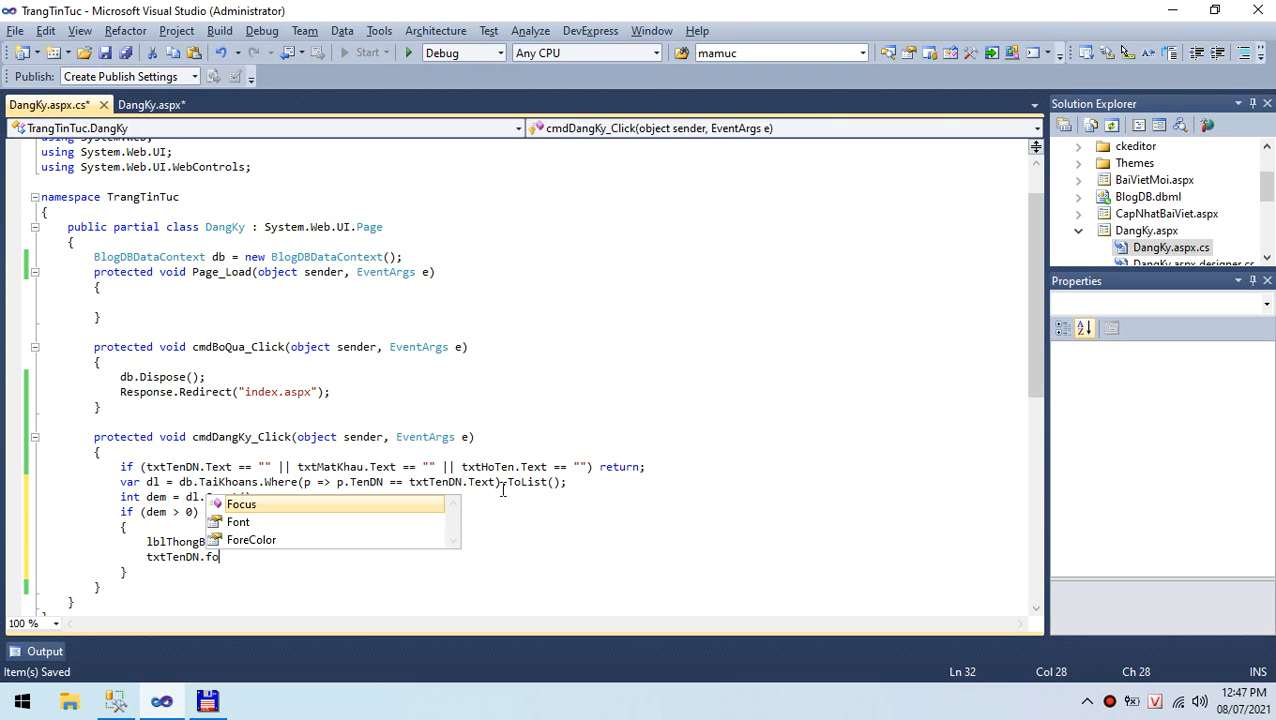 TrangTinTuc - Microsoft Visual Studio (Administrator)
File Edit View Refactor Project Build Debug Team Data Tools Architecture Test Analyze DevExpress Window Help
Start Debug Any CPU mamuc
Publish: Create Publish Settings
DangKy.aspx.cs* DangKy.aspx*
TrangTinTuc.DangKy cmdDangKy_Click(object sender, EventArgs e)
using System.Web;
using System.Web.UI;
using System.Web.UI.WebControls;
namespace TrangTinTuc
{
public partial class DangKy : System.Web.UI.Page
{
BlogDBDataContext db = new BlogDBDataContext();
protected void Page_Load(object sender, EventArgs e)
{
}
protected void cmdBoQua_Click(object sender, EventArgs e)
{
db.Dispose();
Response.Redirect("index.aspx");
}
protected void cmdDangKy_Click(object sender, EventArgs e)
{
if (txtTenDN.Text == "" || txtMatKhau.Text == "" || txtHoTen.Text == "") return;
var dl = db.TaiKhoans.Where(p => p.TenDN == txtTenDN.Text).ToList();
int dem = dl.
if (dem > 0)
{
lblThongB
txtTenDN.fo
}
}
}
Focus
Font
ForeColor
100 %
Solution Explorer
ckeditor
Themes
BaiVietMoi.aspx
BlogDB.dbml
CapNhatBaiViet.aspx
DangKy.aspx
DangKy.aspx.cs
DangKy.aspx.designer.cs
Properties
Output
Item(s) Saved Ln 32 Col 28 Ch 28 INS
12:47 PM
08/07/2021